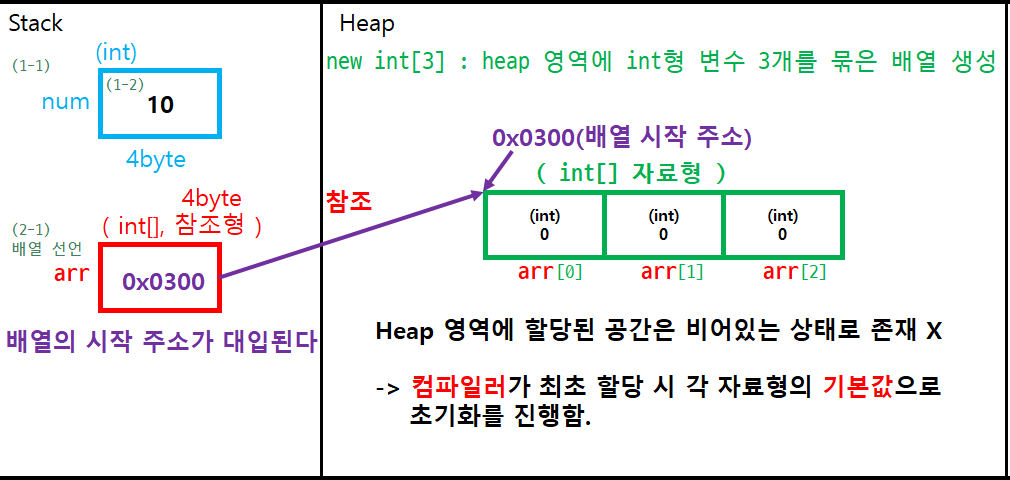 Stack
(int)
(1-1)
(1-2)
num
10
4byte
4byte
( int[], 참조형 )
(2-1)
배열 선언
arr
0x0300
배열의 시작 주소가 대입된다
Heap
new int[3] : heap 영역에 int형 변수 3개를 묶은 배열 생성
0x0300(배열 시작 주소)
( int[] 자료형 )
참조
(int) (int) (int)
0 0 0
arr[0] arr[1] arr[2]
Heap 영역에 할당된 공간은 비어있는 상태로 존재 X
-> 컴파일러가 최초 할당 시 각 자료형의 기본값으로
초기화를 진행함.